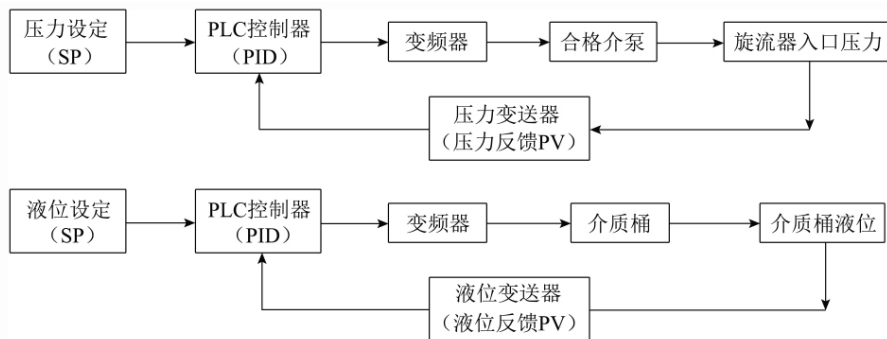 压力设定
（SP）
PLC控制器
（PID）
变频器
合格介泵
旋流器入口压力
压力变送器
（压力反馈PV）
液位设定
（SP）
PLC控制器
（PID）
变频器
介质桶
介质桶液位
液位变送器
（液位反馈PV）